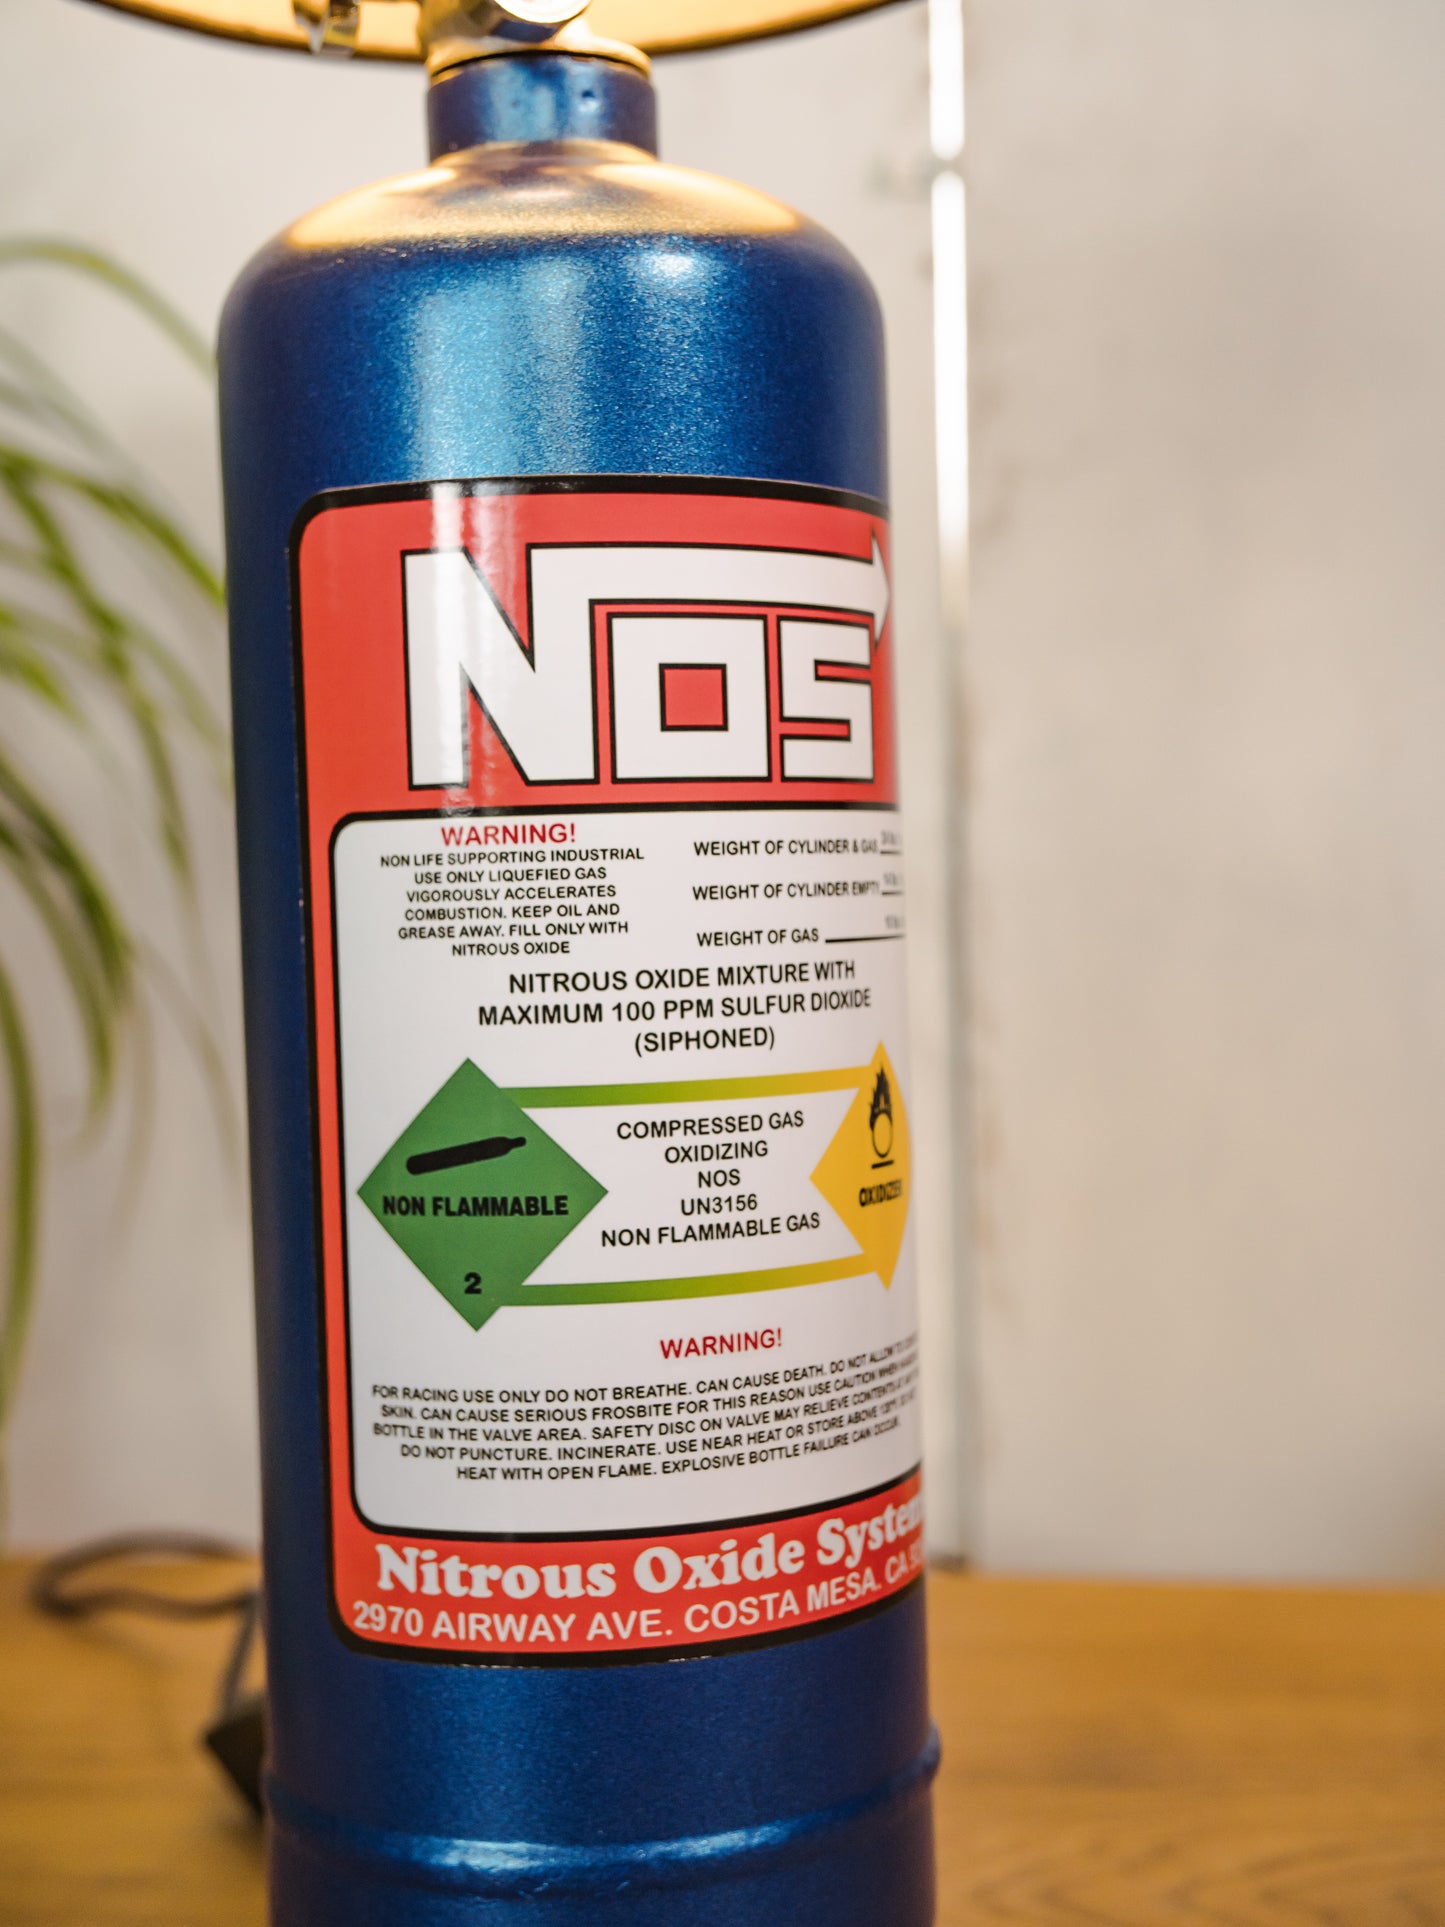 NOS
WARNING!
NON LIFE SUPPORTING INDUSTRIAL
USE ONLY LIQUEFIED GAS
VIGOROUSLY ACCELERATES
COMBUSTION. KEEP OIL AND
GREASE AWAY. FILL ONLY WITH
NITROUS OXIDE
WEIGHT OF CYLINDER & GAS
WEIGHT OF CYLINDER EMPTY
WEIGHT OF GAS
NITROUS OXIDE MIXTURE WITH
MAXIMUM 100 PPM SULFUR DIOXIDE
(SIPHONED)
NON FLAMMABLE
2
COMPRESSED GAS
OXIDIZING
NOS
UN3156
NON FLAMMABLE GAS
OXIDIZER
WARNING!
FOR RACING USE ONLY DO NOT BREATHE. CAN CAUSE DEATH. DO NOT ALLOW TO
SKIN. CAN CAUSE SERIOUS FROSBITE FOR THIS REASON USE CAUTION WHEN
BOTTLE IN THE VALVE AREA. SAFETY DISC ON VALVE MAY RELIEVE CONTENTS AT
DO NOT PUNCTURE. INCINERATE. USE NEAR HEAT OR STORE ABOVE
HEAT WITH OPEN FLAME. EXPLOSIVE BOTTLE FAILURE CAN OCCUR.
Nitrous Oxide System
2970 AIRWAY AVE. COSTA MESA. CA